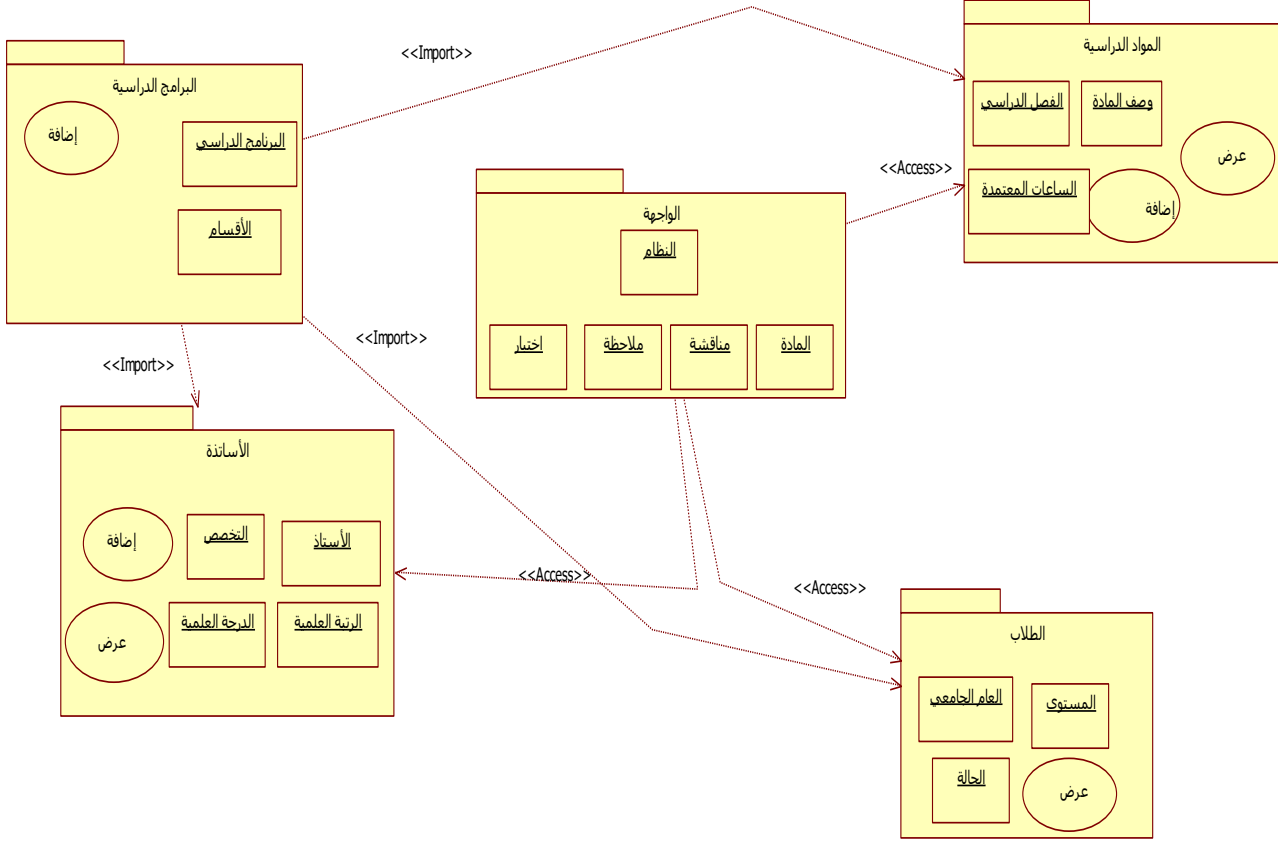 المواد الدراسية
الفصل الدراسي
وصف المادة
عرض
الساعات المعتمدة
إضافة
<<Import>>
البرامج الدراسية
إضافة
البرنامج الدراسي
الأقسام
<<Access>>
الواجهة
النظام
اختبار
ملاحظة
مناقشة
المادة
<<Import>>
<<Import>>
الأساتذة
إضافة
التخصص
الأستاذ
عرض
الدرجة العلمية
الرتبة العلمية
<<Access>>
<<Access>>
الطلاب
العام الجامعي
المستوى
الحالة
عرض